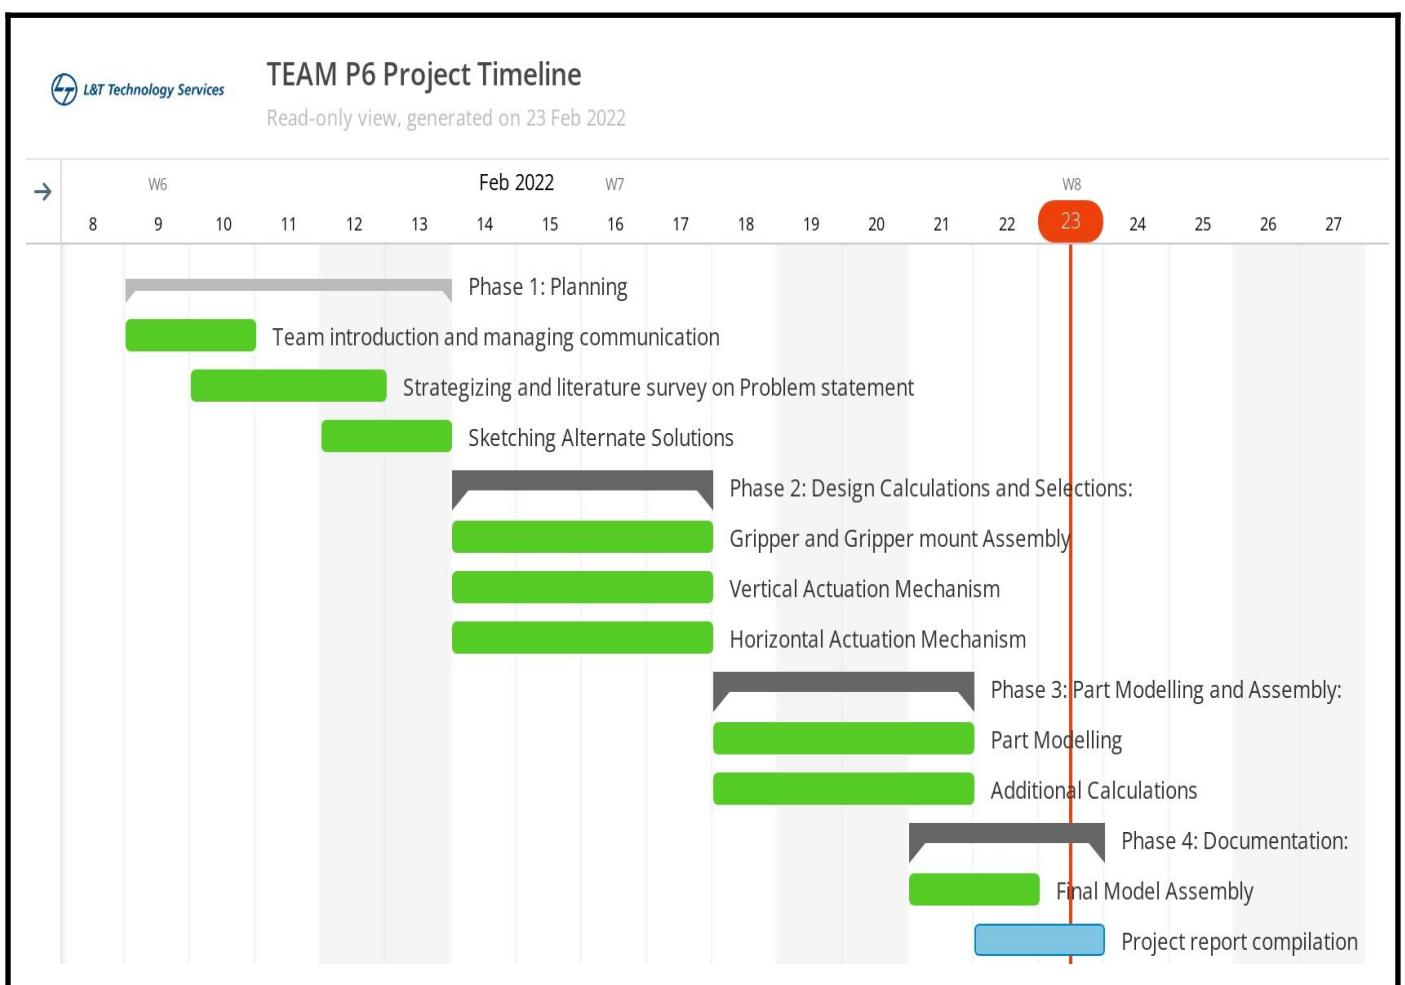 L&T Technology Services
TEAM P6 Project Timeline
Read-only view, generated on 23 Feb 2022
W6 Feb 2022 W7 W8
8 9 10 11 12 13 14 15 16 17 18 19 20 21 22 23 24 25 26 27
Phase 1: Planning
Team introduction and managing communication
Strategizing and literature survey on Problem statement
Sketching Alternate Solutions
Phase 2: Design Calculations and Selections:
Gripper and Gripper mount Assembly
Vertical Actuation Mechanism
Horizontal Actuation Mechanism
Phase 3: Part Modelling and Assembly:
Part Modelling
Additional Calculations
Phase 4: Documentation:
Final Model Assembly
Project report compilation